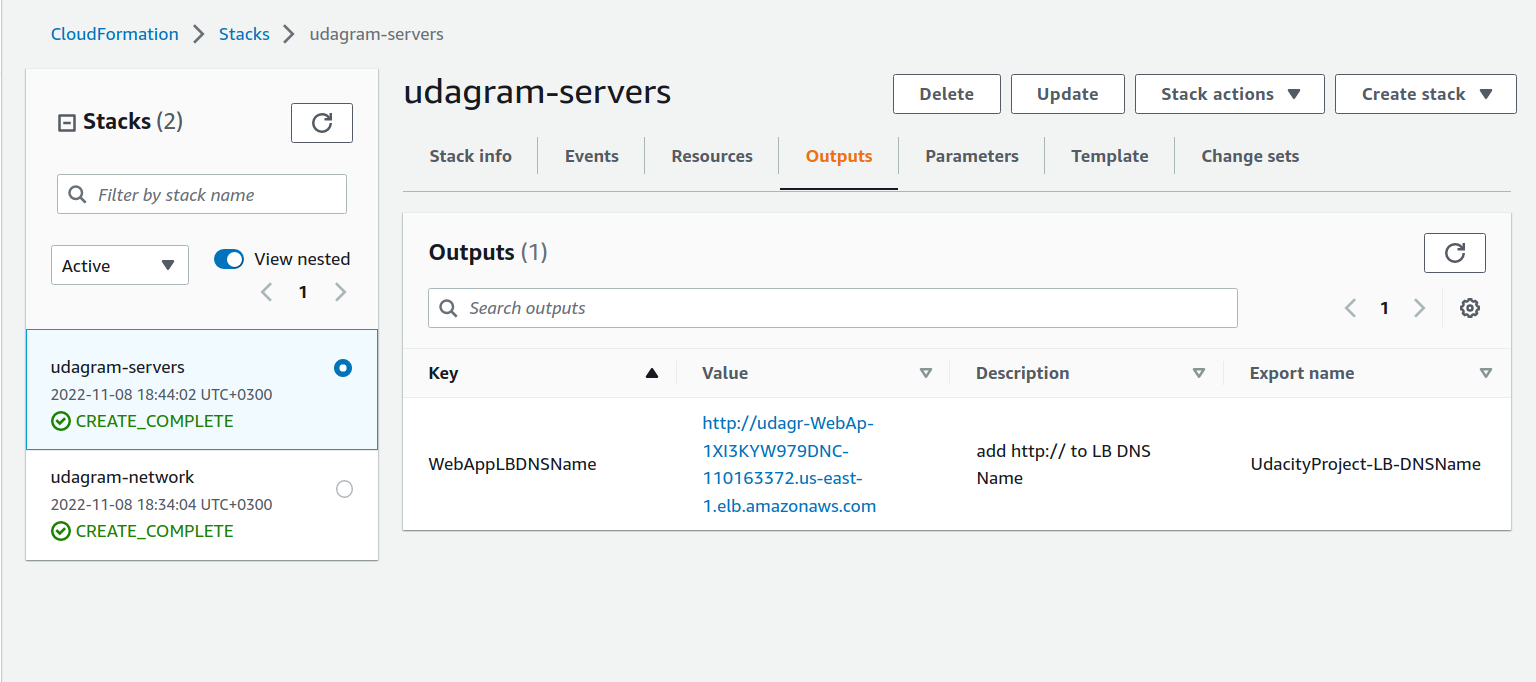 CloudFormation Stacks udagram-servers
Stacks (2)
Filter by stack name
Active
View nested
1
udagram-servers
2022-11-08 18:44:02 UTC+0300
CREATE_COMPLETE
udagram-network
2022-11-08 18:34:04 UTC+0300
CREATE_COMPLETE
udagram-servers
Delete Update Stack actions Create stack
Stack info Events Resources Outputs Parameters Template Change sets
Outputs (1)
Search outputs
1
Key Value Description Export name
WebAppLBDNSName
http://udagr-WebAp-
1XI3KYW979DNC-
110163372.us-east-
1.elb.amazonaws.com
add http:// to LB DNS
Name
UdacityProject-LB-DNSName